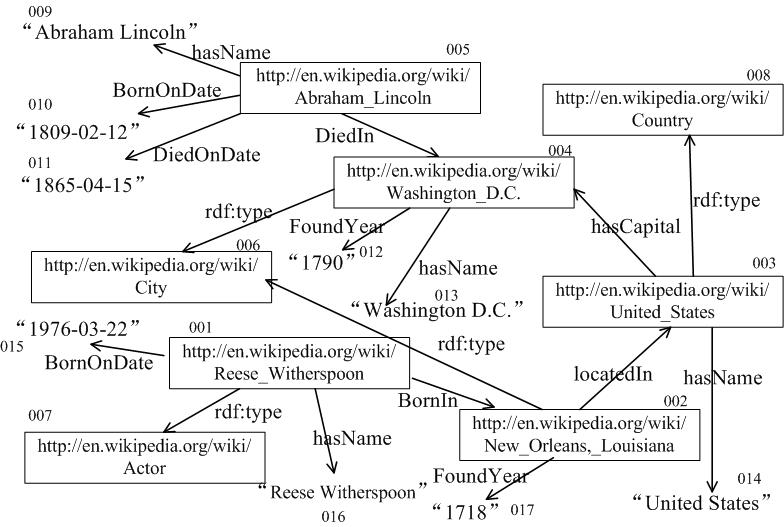 009
“Abraham Lincoln”
hasName
005
http://en.wikipedia.org/wiki/
Abraham_Lincoln
008
http://en.wikipedia.org/wiki/
Country
BornOnDate
010
“1809-02-12”
DiedOnDate
011
“1865-04-15”
DiedIn
004
http://en.wikipedia.org/wiki/
Washington_D.C.
rdf:type
rdf:type
FoundYear
hasCapital
006
http://en.wikipedia.org/wiki/
City
“1790”
012
hasName
003
http://en.wikipedia.org/wiki/
United_States
013
“Washington D.C.”
“1976-03-22”
015
BornOnDate
001
http://en.wikipedia.org/wiki/
Reese_Witherspoon
rdf:type
locatedIn
hasName
BornIn
007
http://en.wikipedia.org/wiki/
Actor
rdf:type
hasName
002
http://en.wikipedia.org/wiki/
New_Orleans,_Louisiana
FoundYear
“1718”
017
“Reese Witherspoon”
016
014
“United States”